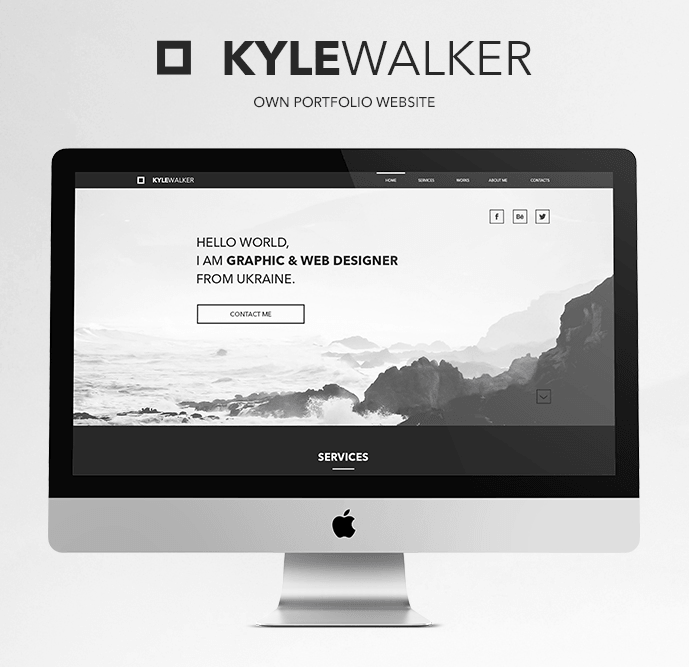 KYLEWALKER
OWN PORTFOLIO WEBSITE
KYLEWALKER
HOME SERVICES WORKS ABOUT ME CONTACTS
f Bē
HELLO WORLD,
I AM GRAPHIC & WEB DESIGNER
FROM UKRAINE.
CONTACT ME
SERVICES